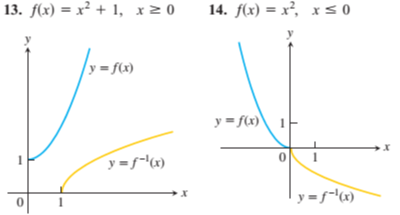 13. f(x) = x² + 1, x ≥ 0
y
y = f(x)
1
y = f⁻¹(x)
x
0
1
14. f(x) = x², x ≤ 0
y
y = f(x)
1
x
0
1
y = f⁻¹(x)